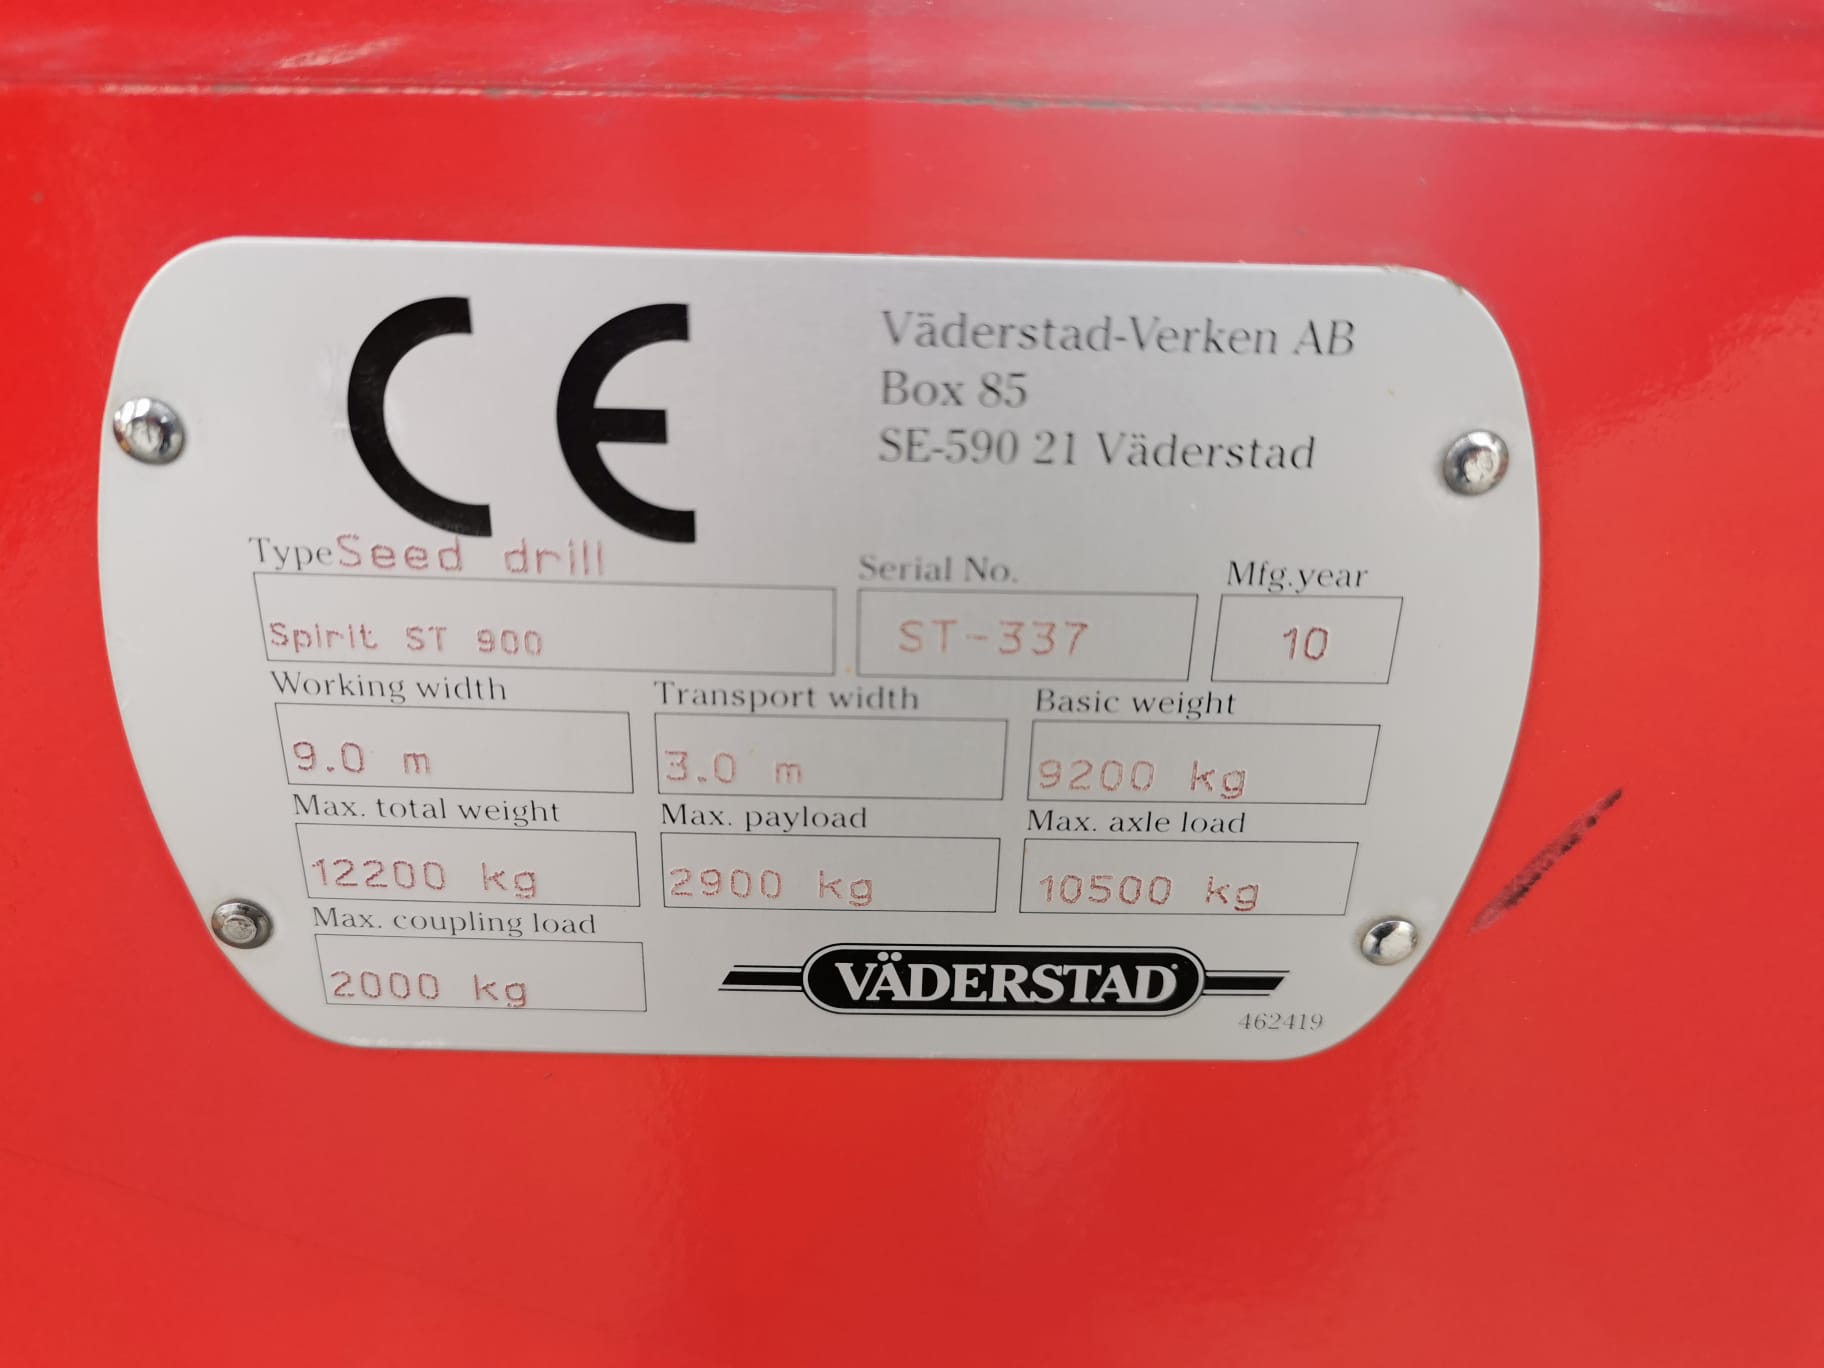 CE
Väderstad-Verken AB
Box 85
SE-590 21 Väderstad
Type Seed drill
Serial No.
Mfg.year
Spirit ST 900
ST-337
10
Working width
Transport width
Basic weight
9.0 m
3.0 m
9200 kg
Max. total weight
Max. payload
Max. axle load
12200 kg
2900 kg
10500 kg
Max. coupling load
2000 kg
VÄDERSTAD
462419